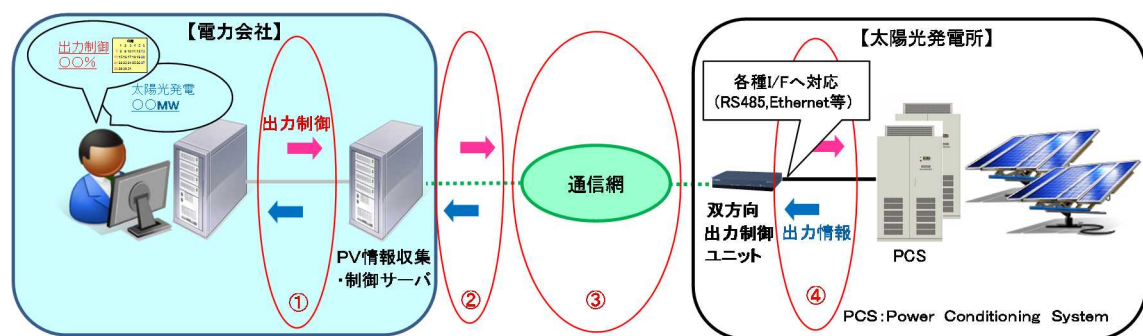 【電力会社】
出力制御
○○%
太陽光発電
○○MW
出力制御
PV情報収集
・制御サーバ
①
②
通信網
③
【太陽光発電所】
各種I/Fへ対応
(RS485,Ethernet等)
双方向
出力制御
ユニット
出力情報
④
PCS
PCS:Power Conditioning System